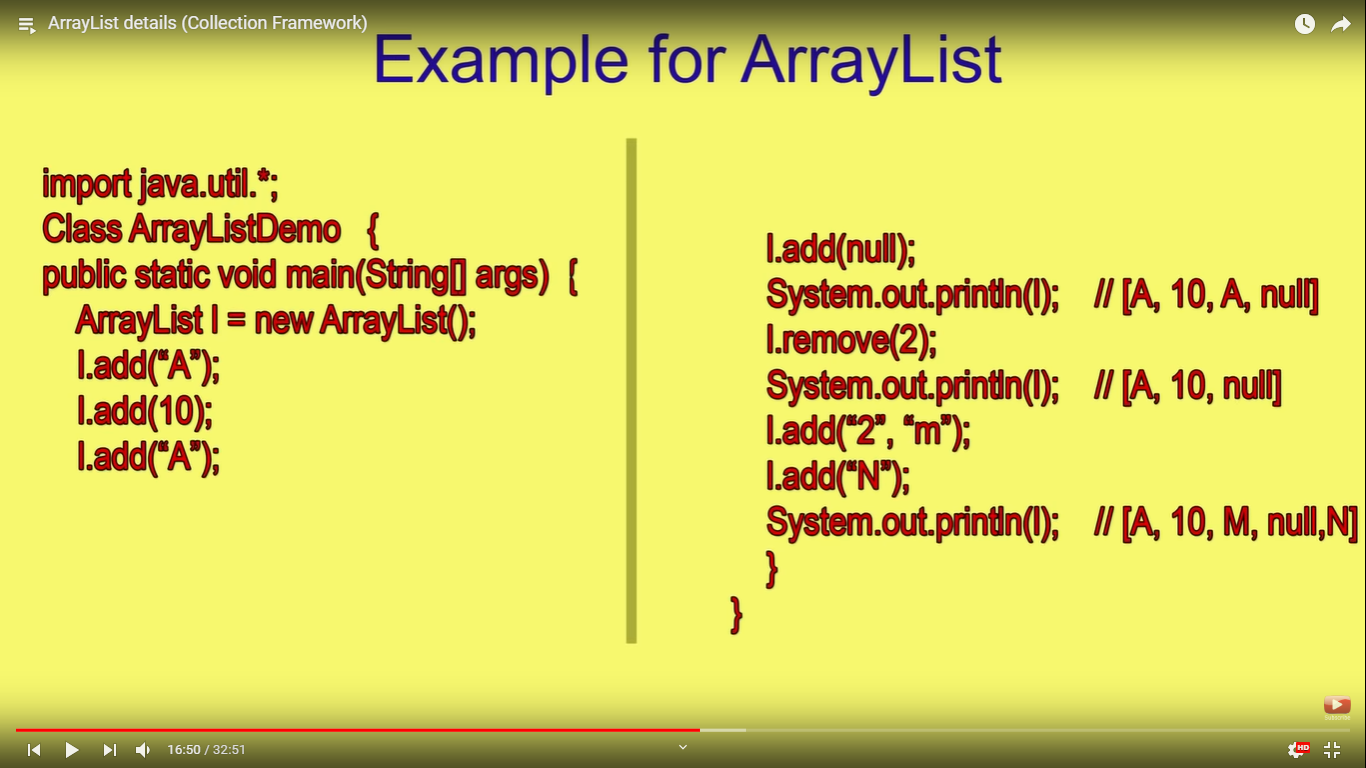 ArrayList details (Collection Framework)
Example for ArrayList
import java.util.*;
Class ArrayListDemo {
public static void main(String[] args) {
ArrayList l = new ArrayList();
l.add(“A”);
l.add(10);
l.add(“A”);
l.add(null);
System.out.println(l); // [A, 10, A, null]
l.remove(2);
System.out.println(l); // [A, 10, null]
l.add(“2”, “m”);
l.add(“N”);
System.out.println(l); // [A, 10, M, null,N]
}
}
Subscribe
16:50 / 32:51
HD